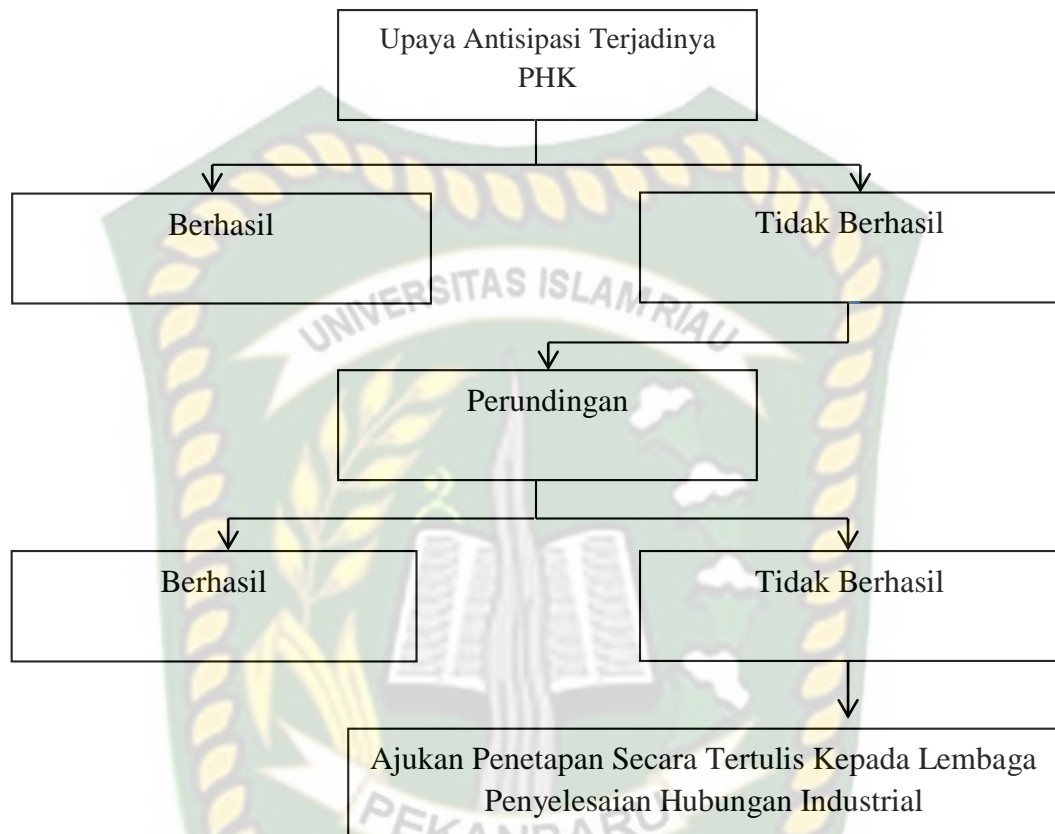 Upaya Antisipasi Terjadinya
PHK
Berhasil
Tidak Berhasil
UNIVERSITAS ISLAM RIAU
Perundingan
Berhasil
Tidak Berhasil
Ajukan Penetapan Secara Tertulis Kepada Lembaga
Penyelesaian Hubungan Industrial
PEKANBARU